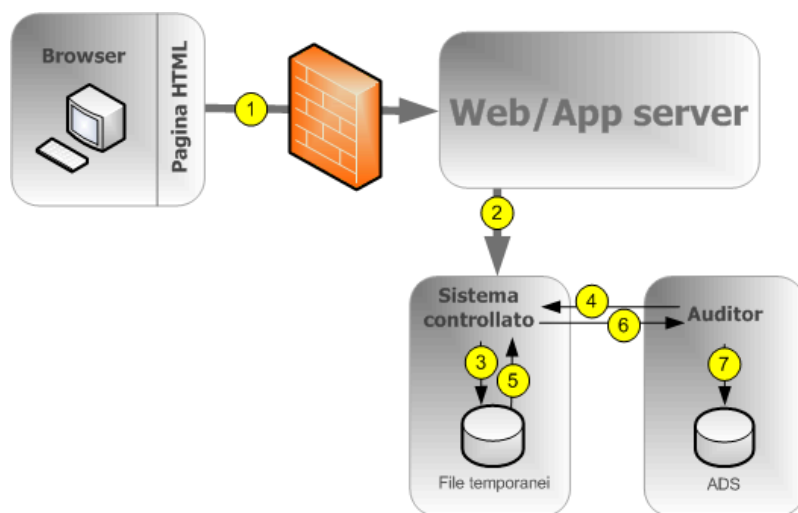 Browser
Pagina HTML
1
Web/App server
2
Sistema
controllato
4
6
Auditor
3
5
7
File temporanei
ADS